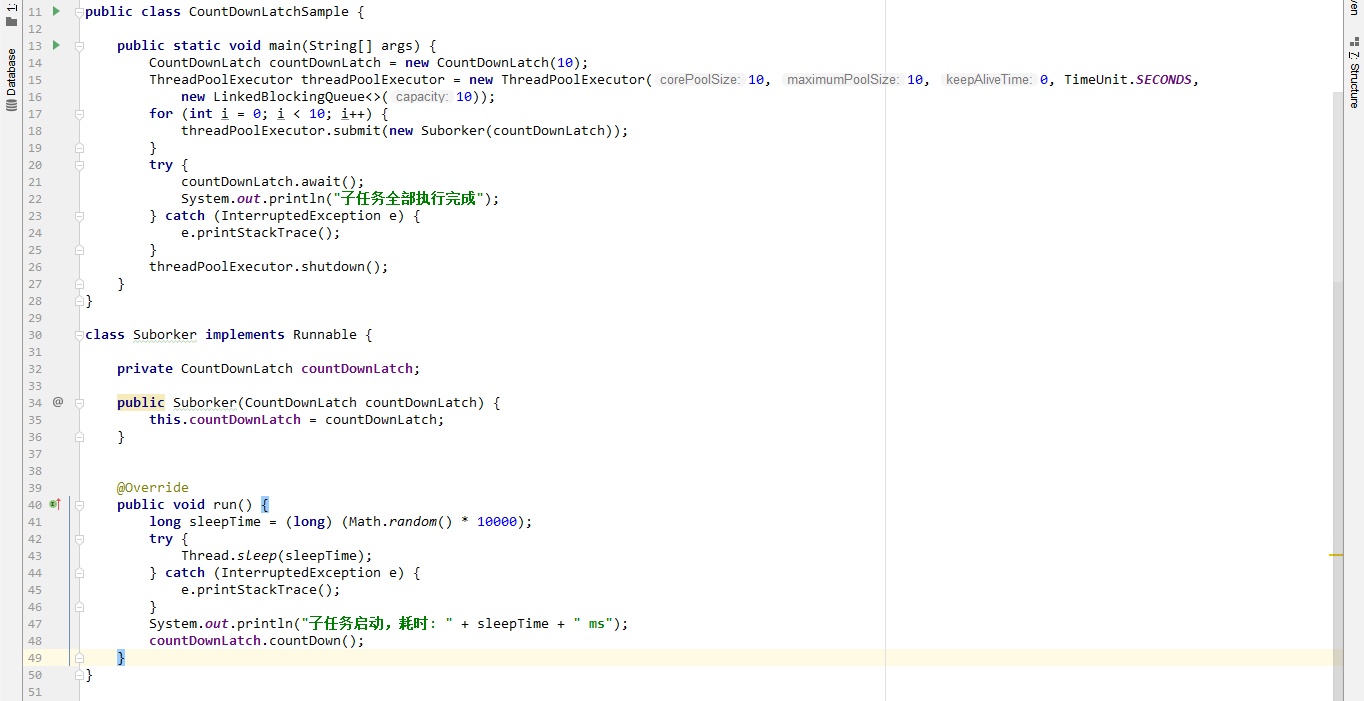 1:
Database
ven
7: Structure
11 public class CountDownLatchSample {
12
13     public static void main(String[] args) {
14         CountDownLatch countDownLatch = new CountDownLatch(10);
15         ThreadPoolExecutor threadPoolExecutor = new ThreadPoolExecutor( corePoolSize: 10, maximumPoolSize: 10, keepAliveTime: 0, TimeUnit.SECONDS,
16             new LinkedBlockingQueue<>( capacity: 10));
17         for (int i = 0; i < 10; i++) {
18             threadPoolExecutor.submit(new Suborker(countDownLatch));
19         }
20         try {
21             countDownLatch.await();
22             System.out.println("子任务全部执行完成");
23         } catch (InterruptedException e) {
24             e.printStackTrace();
25         }
26         threadPoolExecutor.shutdown();
27     }
28 }
29
30 class Suborker implements Runnable {
31
32     private CountDownLatch countDownLatch;
33
34 @ public Suborker(CountDownLatch countDownLatch) {
35         this.countDownLatch = countDownLatch;
36     }
37
38
39     @Override
40     public void run() {
41         long sleepTime = (long) (Math.random() * 10000);
42         try {
43             Thread.sleep(sleepTime);
44         } catch (InterruptedException e) {
45             e.printStackTrace();
46         }
47         System.out.println("子任务启动，耗时: " + sleepTime + " ms");
48         countDownLatch.countDown();
49     }
50 }
51